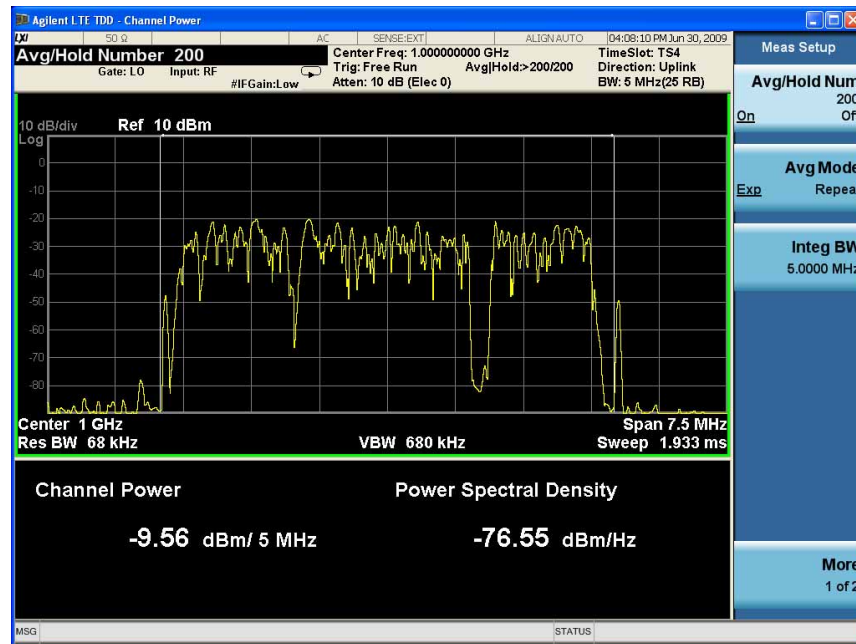 Agilent LTE TDD - Channel Power
LXI 50 Ω AC SENSE:EXT ALIGN AUTO 04:08:10 PM Jun 30, 2009
Avg/Hold Number 200
Gate: LO Input: RF
#IFGain:Low
Center Freq: 1.000000000 GHz
Trig: Free Run Avg|Hold:>200/200
Atten: 10 dB (Elec 0)
TimeSlot: TS4
Direction: Uplink
BW: 5 MHz(25 RB)
10 dB/div Ref 10 dBm
Log
0
-10
-20
-30
-40
-50
-60
-70
-80
Center 1 GHz Span 7.5 MHz
Res BW 68 kHz VBW 680 kHz Sweep 1.933 ms
Channel Power Power Spectral Density
-9.56 dBm/ 5 MHz -76.55 dBm/Hz
Meas Setup
Avg/Hold Num
200
On Of
Avg Mode
Exp Repea
Integ BW
5.0000 MHz
More
1 of 2
MSG STATUS